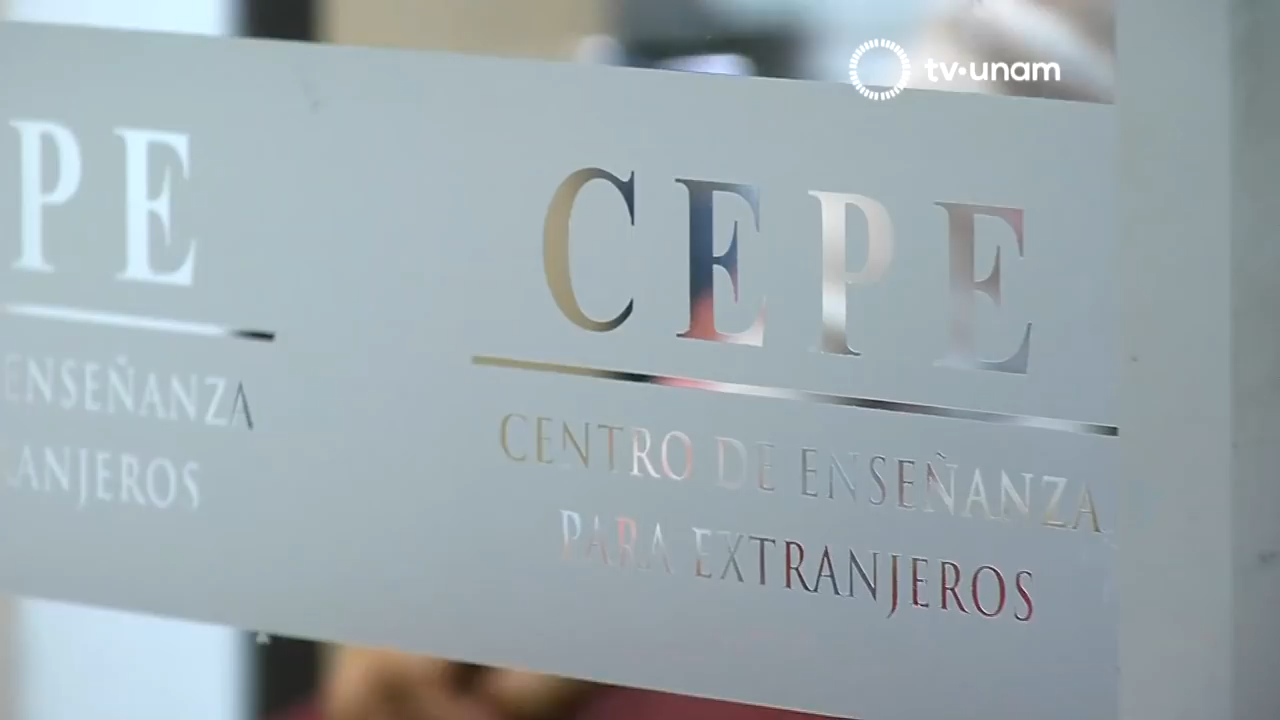 tv·unam
PE
ENSEÑANZA
ANJEROS
CEPE
CENTRO DE ENSEÑANZA
PARA EXTRANJEROS